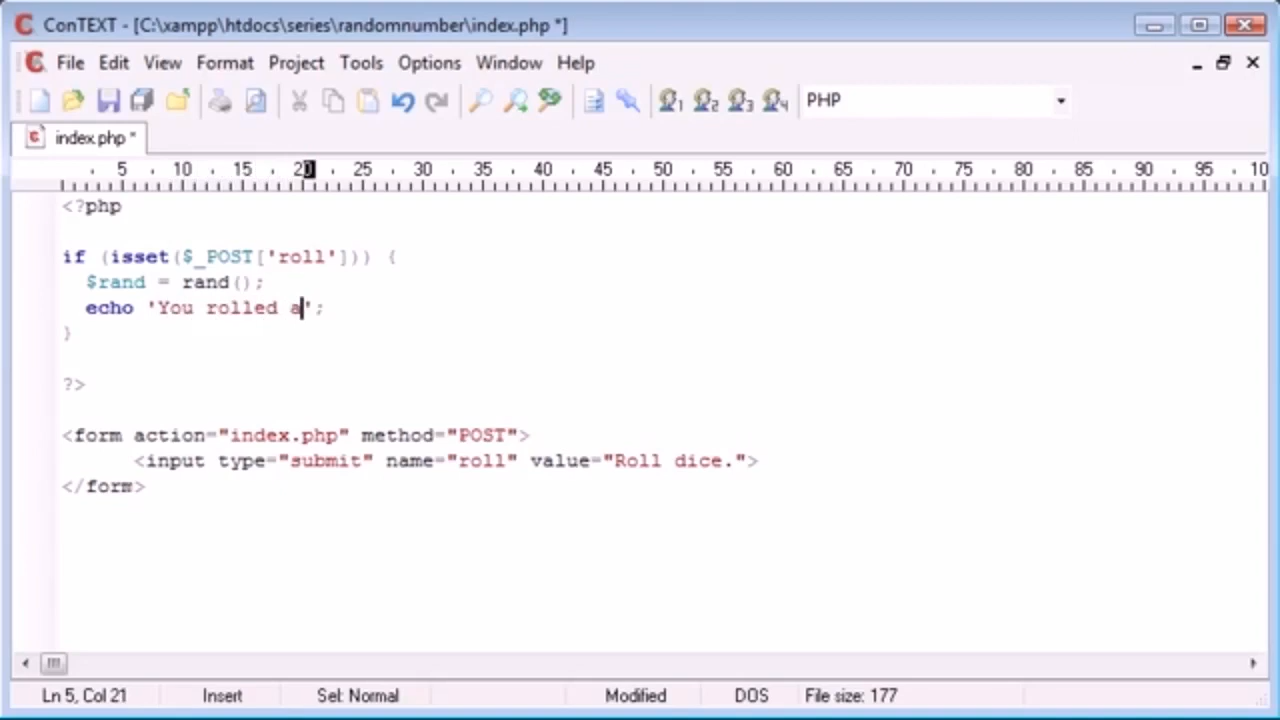 ConTEXT - [C:\xampp\htdocs\series\randomnumber\index.php *]
File Edit View Format Project Tools Options Window Help
1 2 3 4 PHP
index.php *
5 10 15 20 25 30 35 40 45 50 55 60 65 70 75 80 85 90 95 10
<?php
if (isset($_POST['roll'])) {
  $rand = rand();
  echo 'You rolled a';
}
?>
<form action="index.php" method="POST">
      <input type="submit" name="roll" value="Roll dice.">
</form>
Ln 5, Col 21 Insert Sel: Normal Modified DOS File size: 177